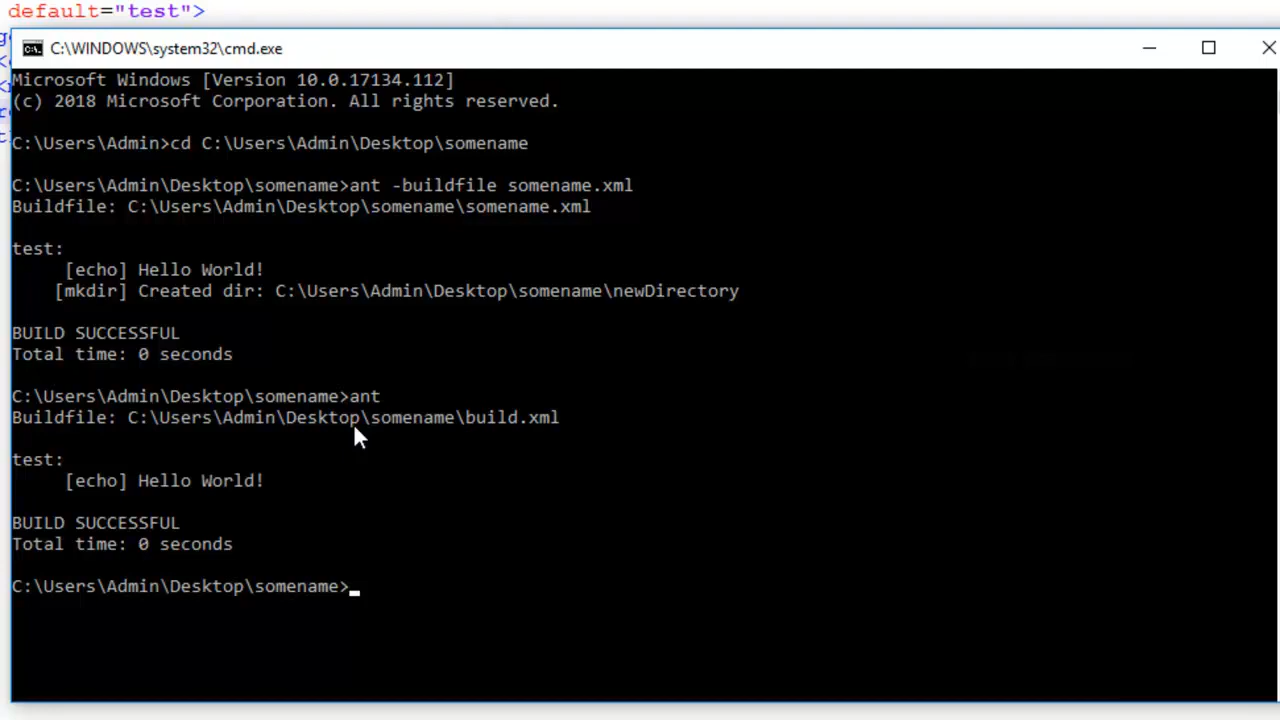 default="test">
C:\WINDOWS\system32\cmd.exe
Microsoft Windows [Version 10.0.17134.112]
(c) 2018 Microsoft Corporation. All rights reserved.
C:\Users\Admin>cd C:\Users\Admin\Desktop\somename
C:\Users\Admin\Desktop\somename>ant -buildfile somename.xml
Buildfile: C:\Users\Admin\Desktop\somename\somename.xml
test:
[echo] Hello World!
[mkdir] Created dir: C:\Users\Admin\Desktop\somename\newDirectory
BUILD SUCCESSFUL
Total time: 0 seconds
C:\Users\Admin\Desktop\somename>ant
Buildfile: C:\Users\Admin\Desktop\somename\build.xml
test:
[echo] Hello World!
BUILD SUCCESSFUL
Total time: 0 seconds
C:\Users\Admin\Desktop\somename>